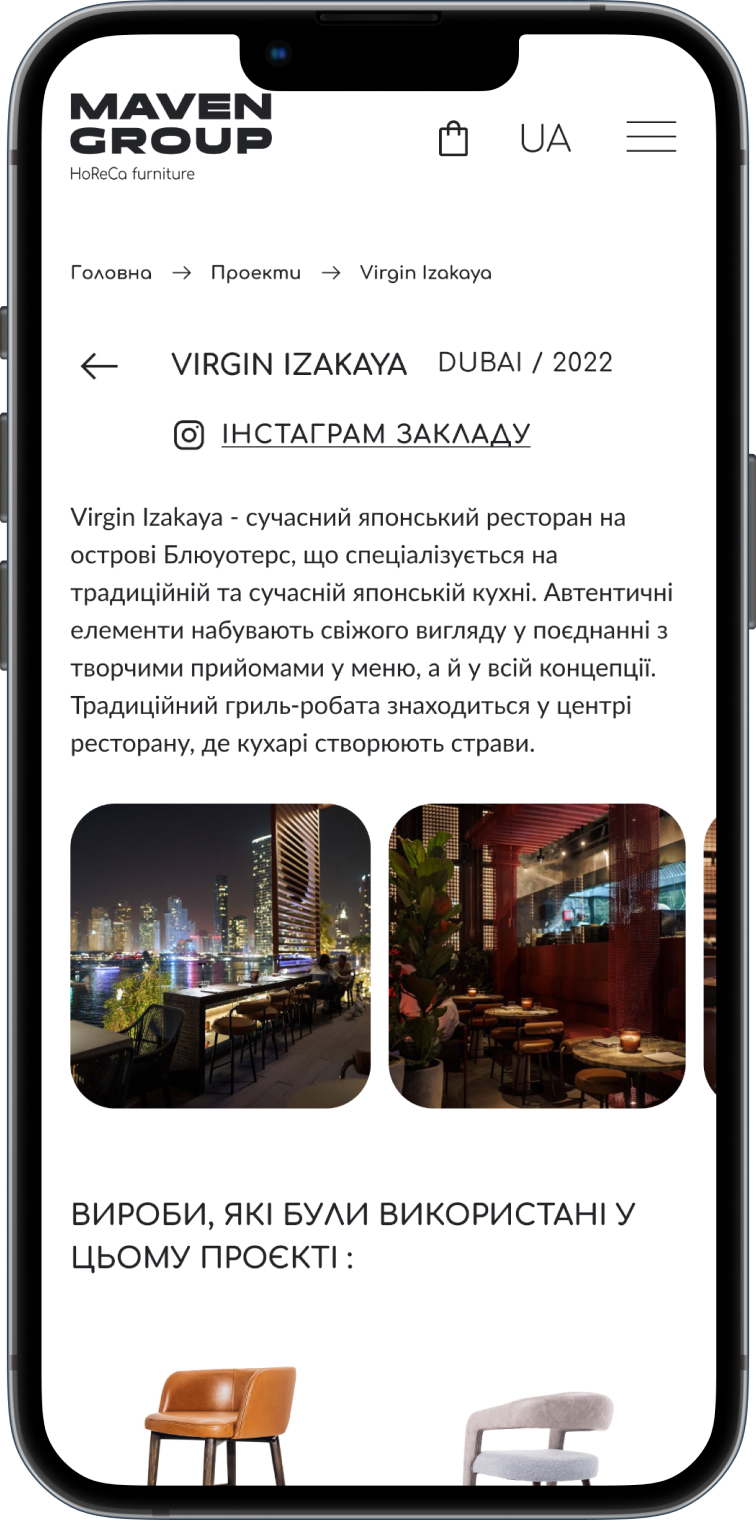 MAVEN
GROUP
HoReCa furniture
UA
Головна → Проекти → Virgin Izakaya
← VIRGIN IZAKAYA DUBAI / 2022
ІНСТАГРАМ ЗАКЛАДУ
Virgin Izakaya - сучасний японський ресторан на
острові Блюуотерс, що спеціалізується на
традиційній та сучасній японській кухні. Автентичні
елементи набувають свіжого вигляду у поєднанні з
творчими прийомами у меню, а й у всій концепції.
Традиційний гриль-робата знаходиться у центрі
ресторану, де кухарі створюють страви.
ВИРОБИ, ЯКІ БУЛИ ВИКОРИСТАНІ У
ЦЬОМУ ПРОЄКТІ :